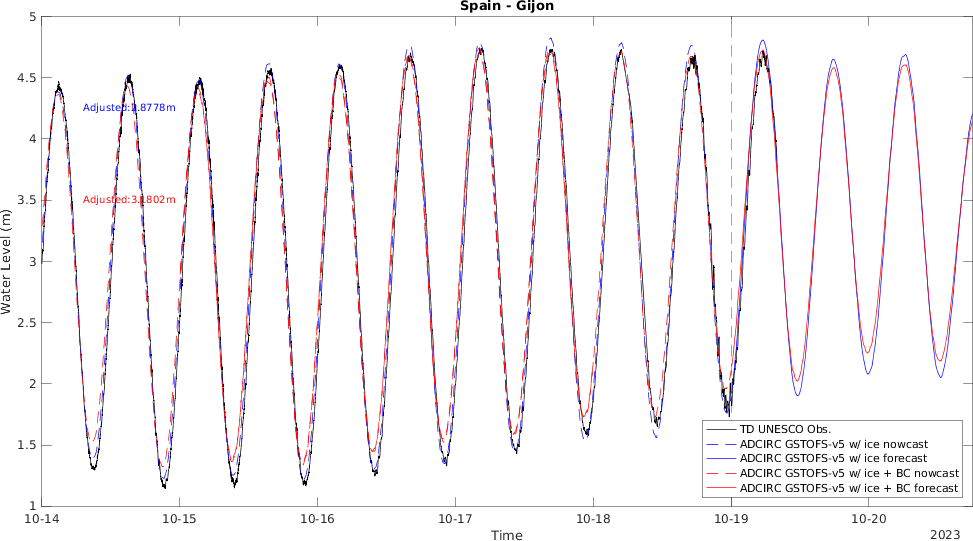 Spain - Gijon
5
4.5
4
3.5
3
2.5
2
1.5
1
Water Level (m)
Adjusted:2.8778m
Adjusted:3.1802m
TD UNESCO Obs.
ADCIRC GSTOFS-v5 w/ ice nowcast
ADCIRC GSTOFS-v5 w/ ice forecast
ADCIRC GSTOFS-v5 w/ ice + BC nowcast
ADCIRC GSTOFS-v5 w/ ice + BC forecast
10-14 10-15 10-16 10-17 10-18 10-19 10-20
Time
2023